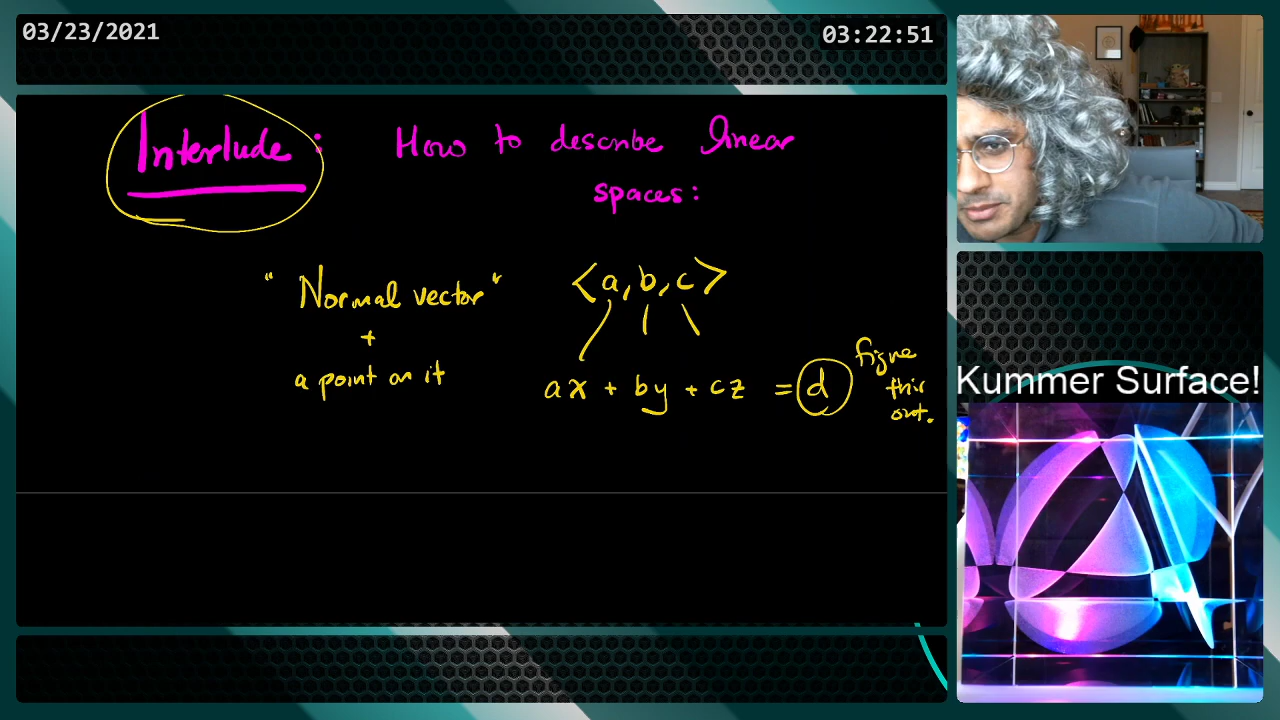 03/23/2021
03:22:51
Interlude: How to describe linear
spaces:
"Normal vector" <a, b, c>
+
a point on it
ax + by + cz = d figure
this
out.
Kummer Surface!